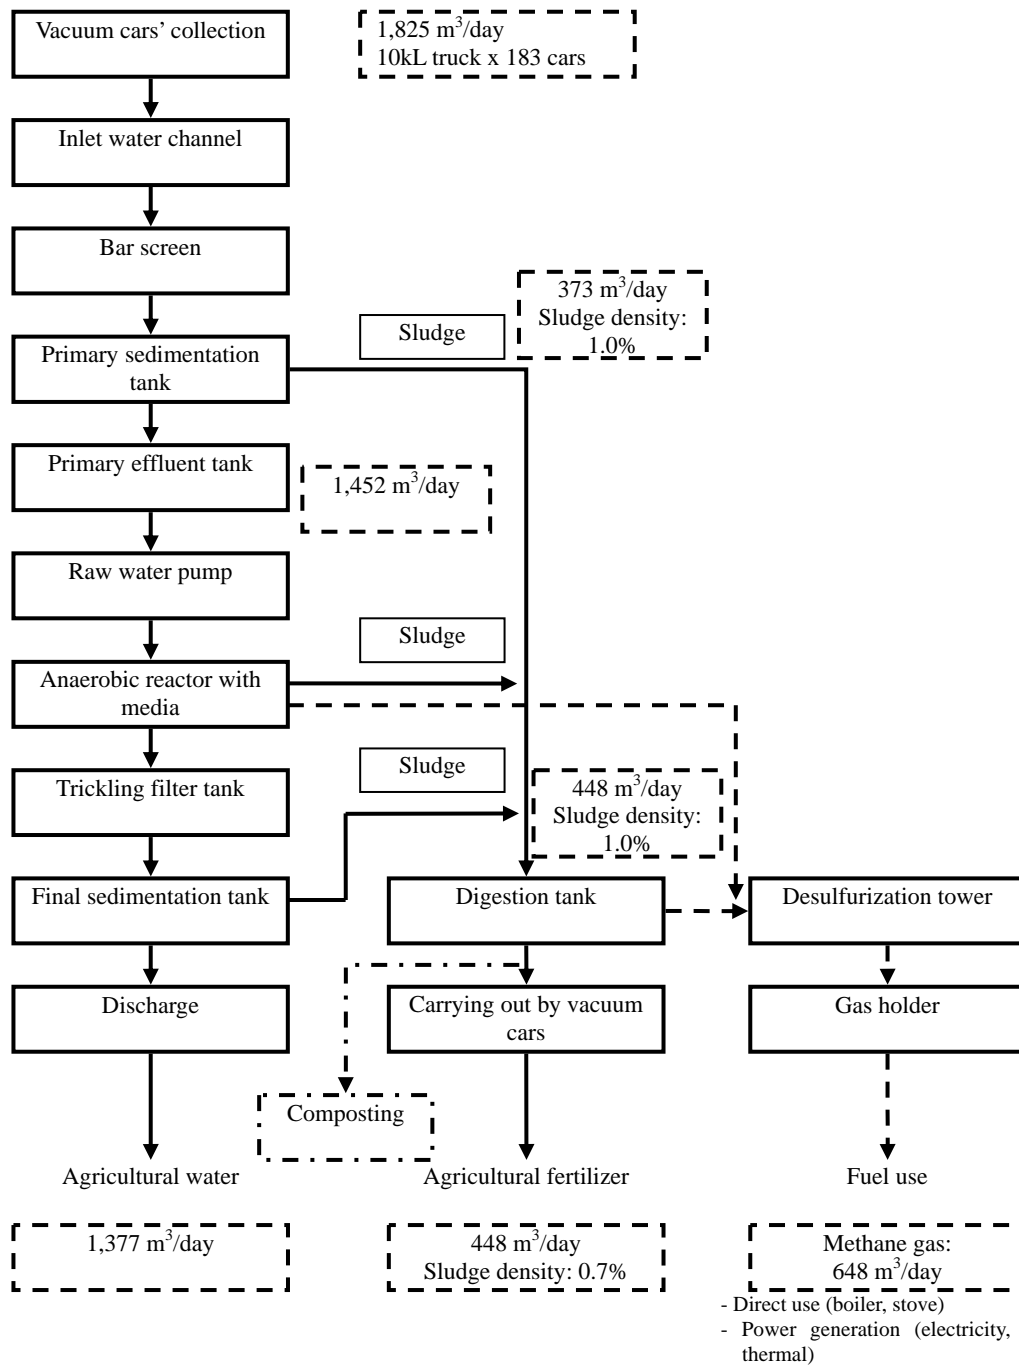 Vacuum cars’ collection
1,825 m³/day
10kL truck x 183 cars
Inlet water channel
Bar screen
373 m³/day
Sludge density:
1.0%
Sludge
Primary sedimentation
tank
Primary effluent tank
1,452 m³/day
Raw water pump
Sludge
Anaerobic reactor with
media
Sludge
Trickling filter tank
448 m³/day
Sludge density:
1.0%
Final sedimentation tank
Digestion tank
Desulfurization tower
Discharge
Carrying out by vacuum
cars
Gas holder
Composting
Agricultural water
Agricultural fertilizer
Fuel use
1,377 m³/day
448 m³/day
Sludge density: 0.7%
Methane gas:
648 m³/day
- Direct use (boiler, stove)
- Power generation (electricity,
thermal)